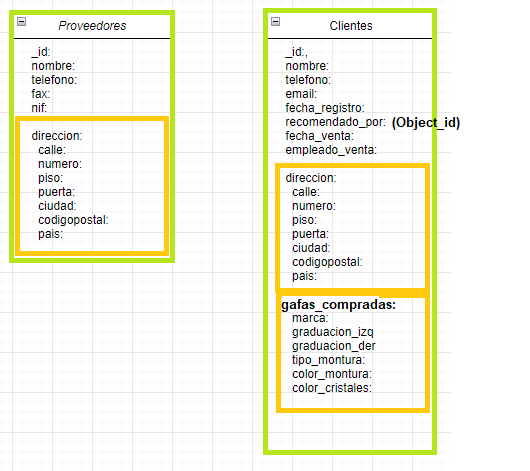 Proveedores
_id:
nombre:
telefono:
fax:
nif:
direccion:
calle:
numero:
piso:
puerta:
ciudad:
codigopostal:
pais:
Clientes
_id:,
nombre:
telefono:
email:
fecha_registro:
recomendado_por: (Object_id)
fecha_venta:
empleado_venta:
direccion:
calle:
numero:
piso:
puerta:
ciudad:
codigopostal:
pais:
gafas_compradas:
marca:
graduacion_izq
graduacion_der
tipo_montura:
color_montura:
color_cristales: